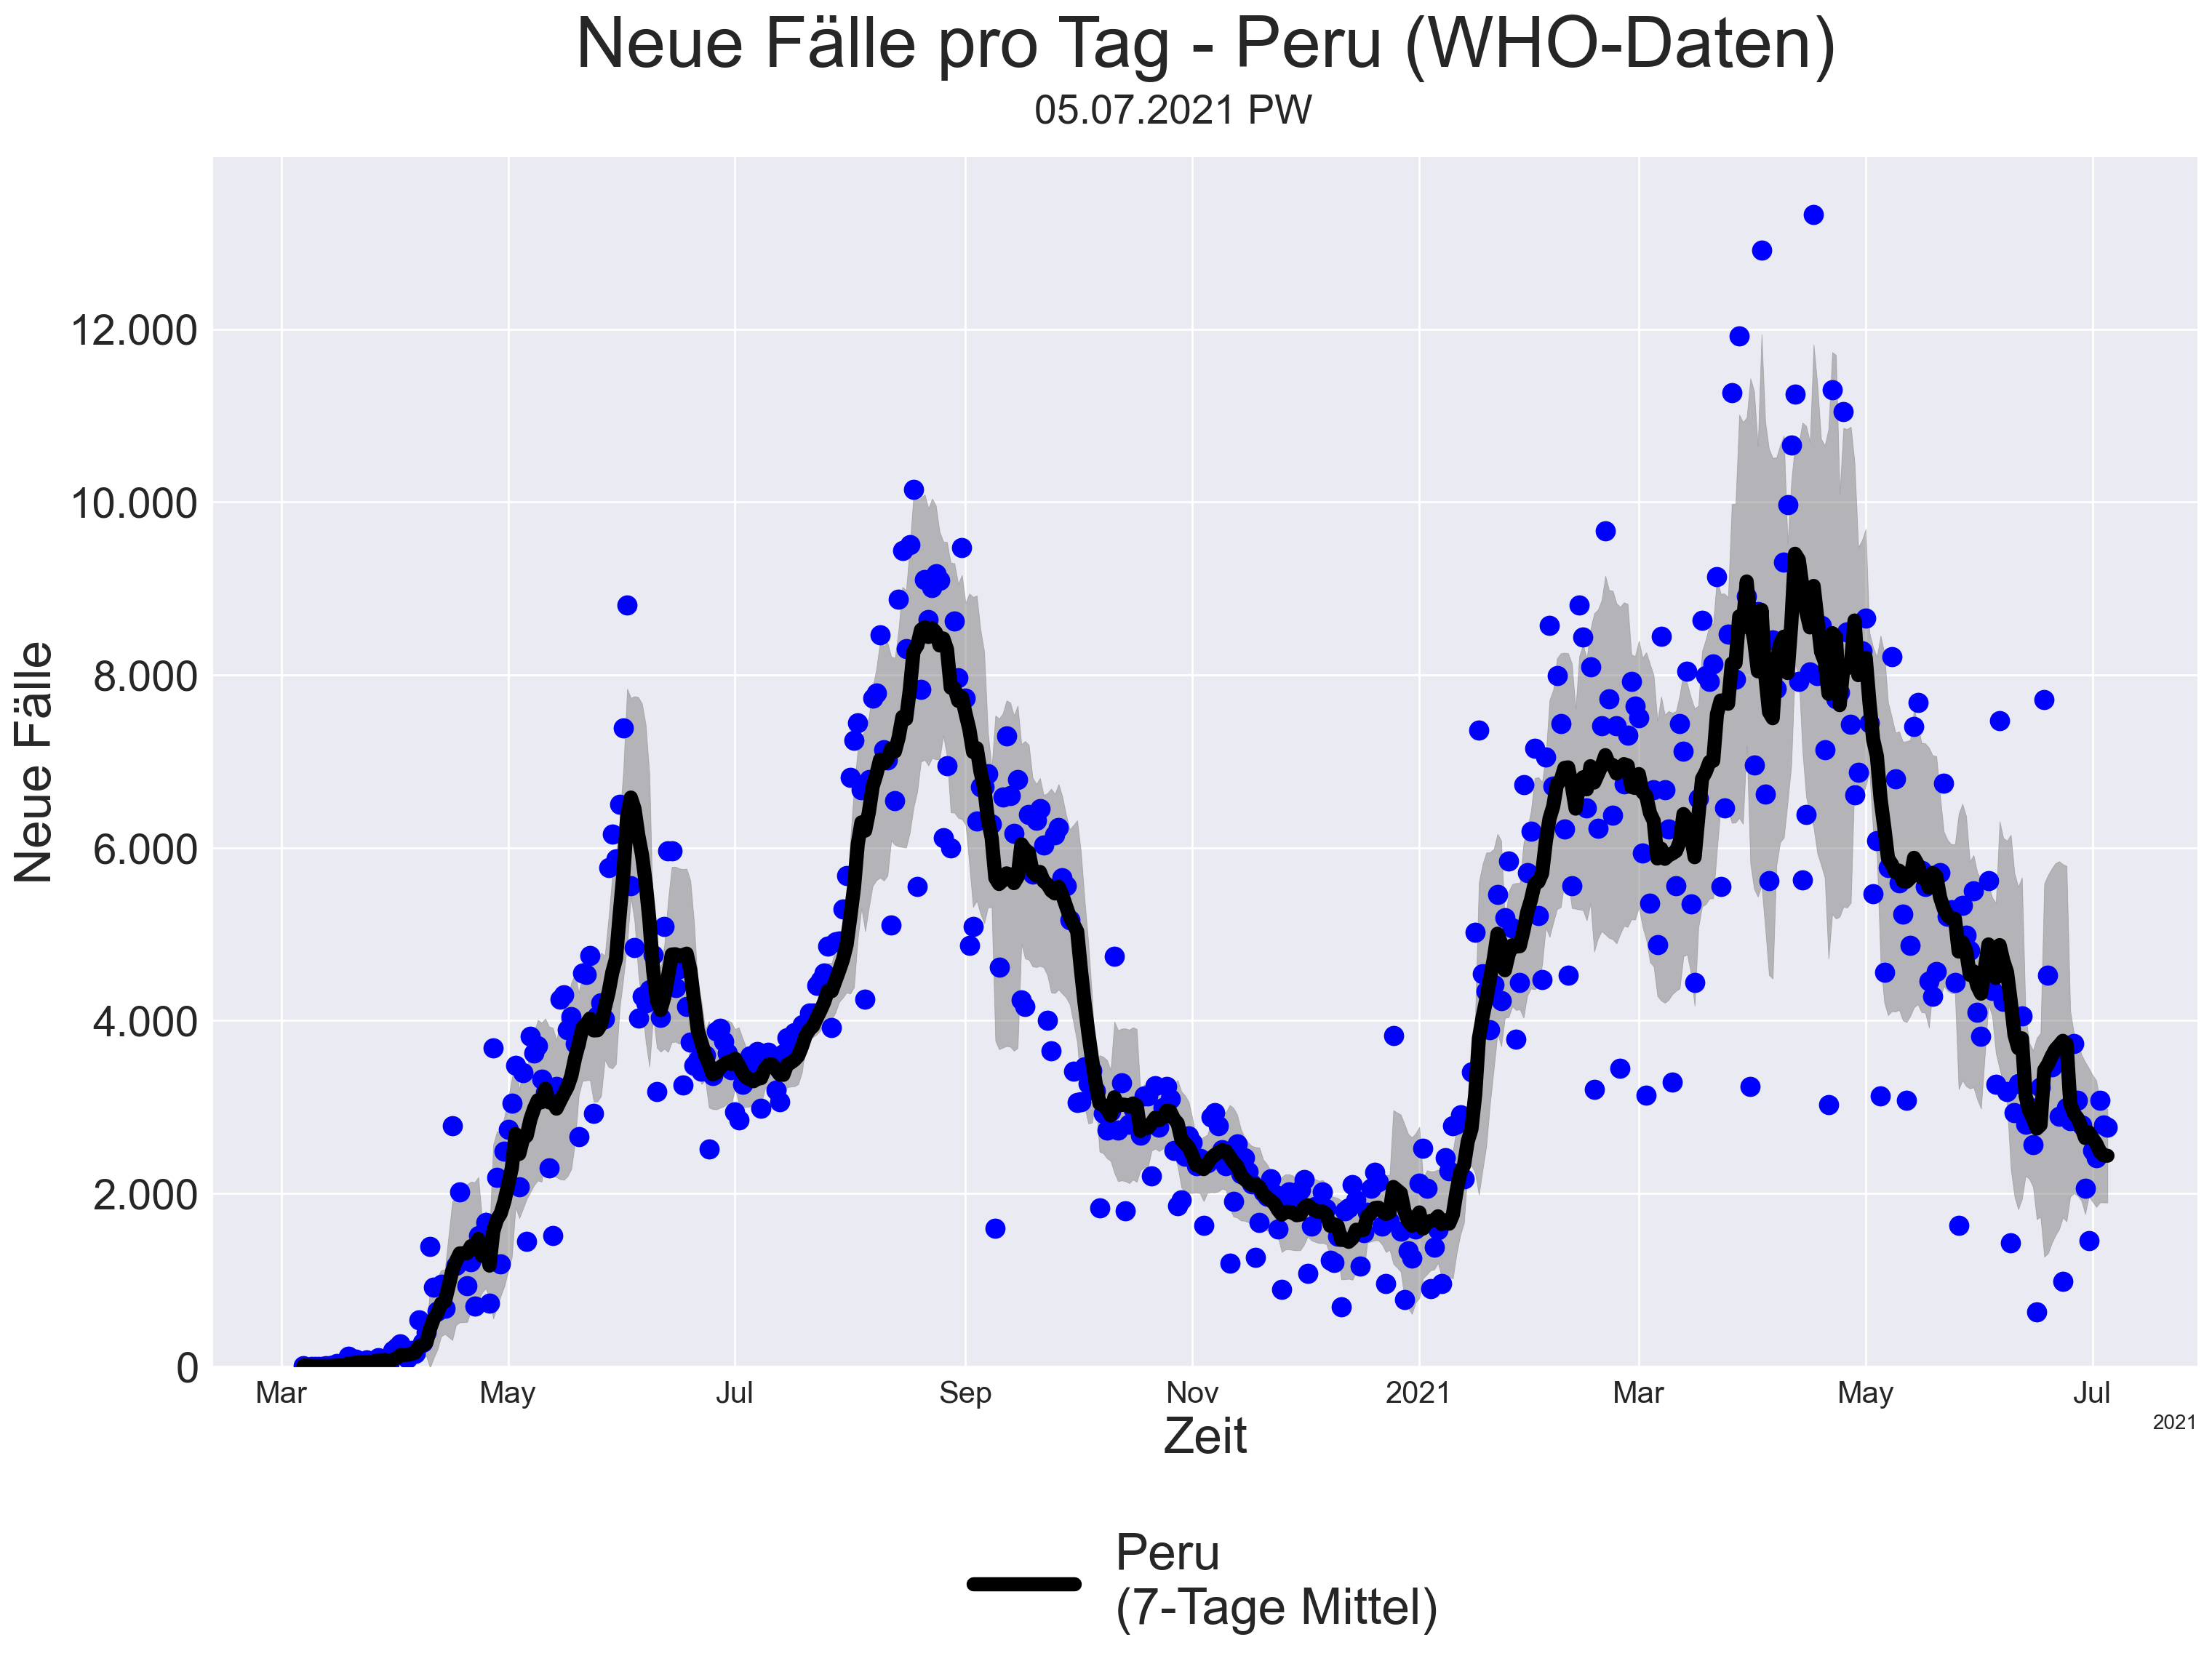 Neue Fälle pro Tag - Peru (WHO-Daten)
05.07.2021 PW
Neue Fälle
12.000
10.000
8.000
6.000
4.000
2.000
0
Mar May Jul Sep Nov 2021 Mar May Jul
2021
Zeit
Peru
(7-Tage Mittel)